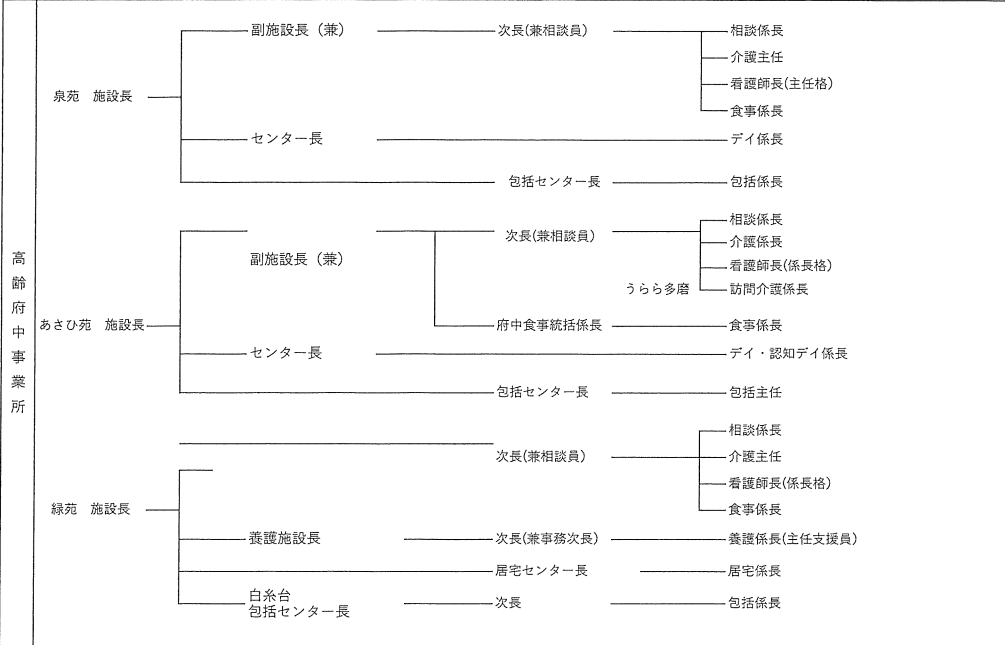 高齢府中事業所
泉苑　施設長
副施設長（兼）
次長(兼相談員)
相談係長
介護主任
看護師長(主任格)
食事係長
センター長
デイ係長
包括センター長
包括係長
あさひ苑　施設長
副施設長（兼）
次長(兼相談員)
相談係長
介護係長
看護師長(係長格)
うらら多磨　訪問介護係長
府中食事統括係長
食事係長
センター長
デイ・認知デイ係長
包括センター長
包括主任
緑苑　施設長
次長(兼相談員)
相談係長
介護主任
看護師長(係長格)
食事係長
養護施設長
次長(兼事務次長)
養護係長(主任支援員)
居宅センター長
居宅係長
白糸台
包括センター長
次長
包括係長